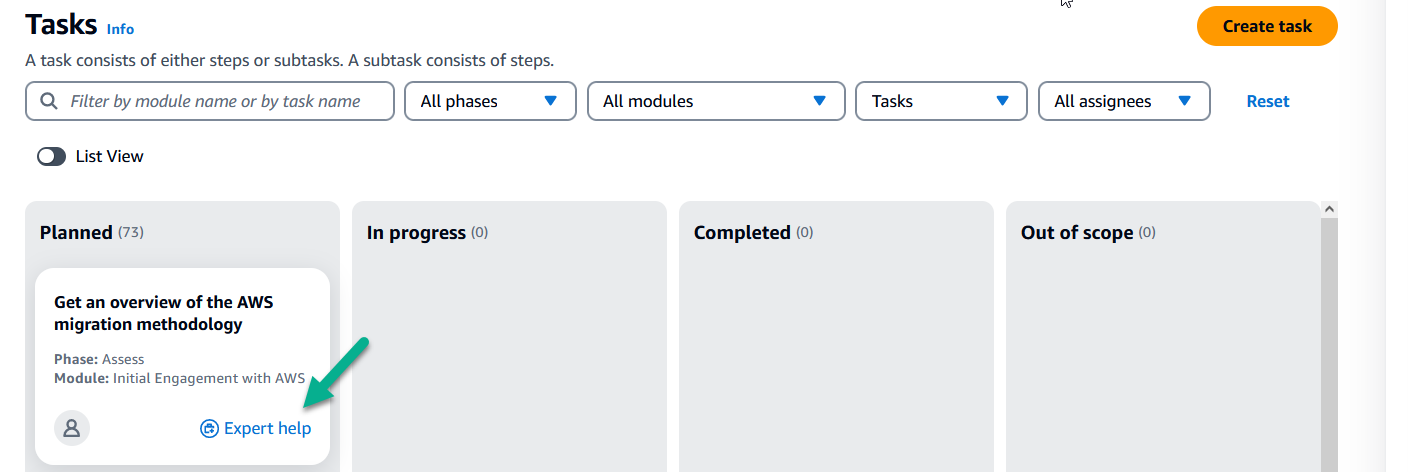 Tasks Info
Create task
A task consists of either steps or subtasks. A subtask consists of steps.
Filter by module name or by task name
All phases
All modules
Tasks
All assignees
Reset
List View
Planned (73)
In progress (0)
Completed (0)
Out of scope (0)
Get an overview of the AWS
migration methodology
Phase: Assess
Module: Initial Engagement with AWS
Expert help